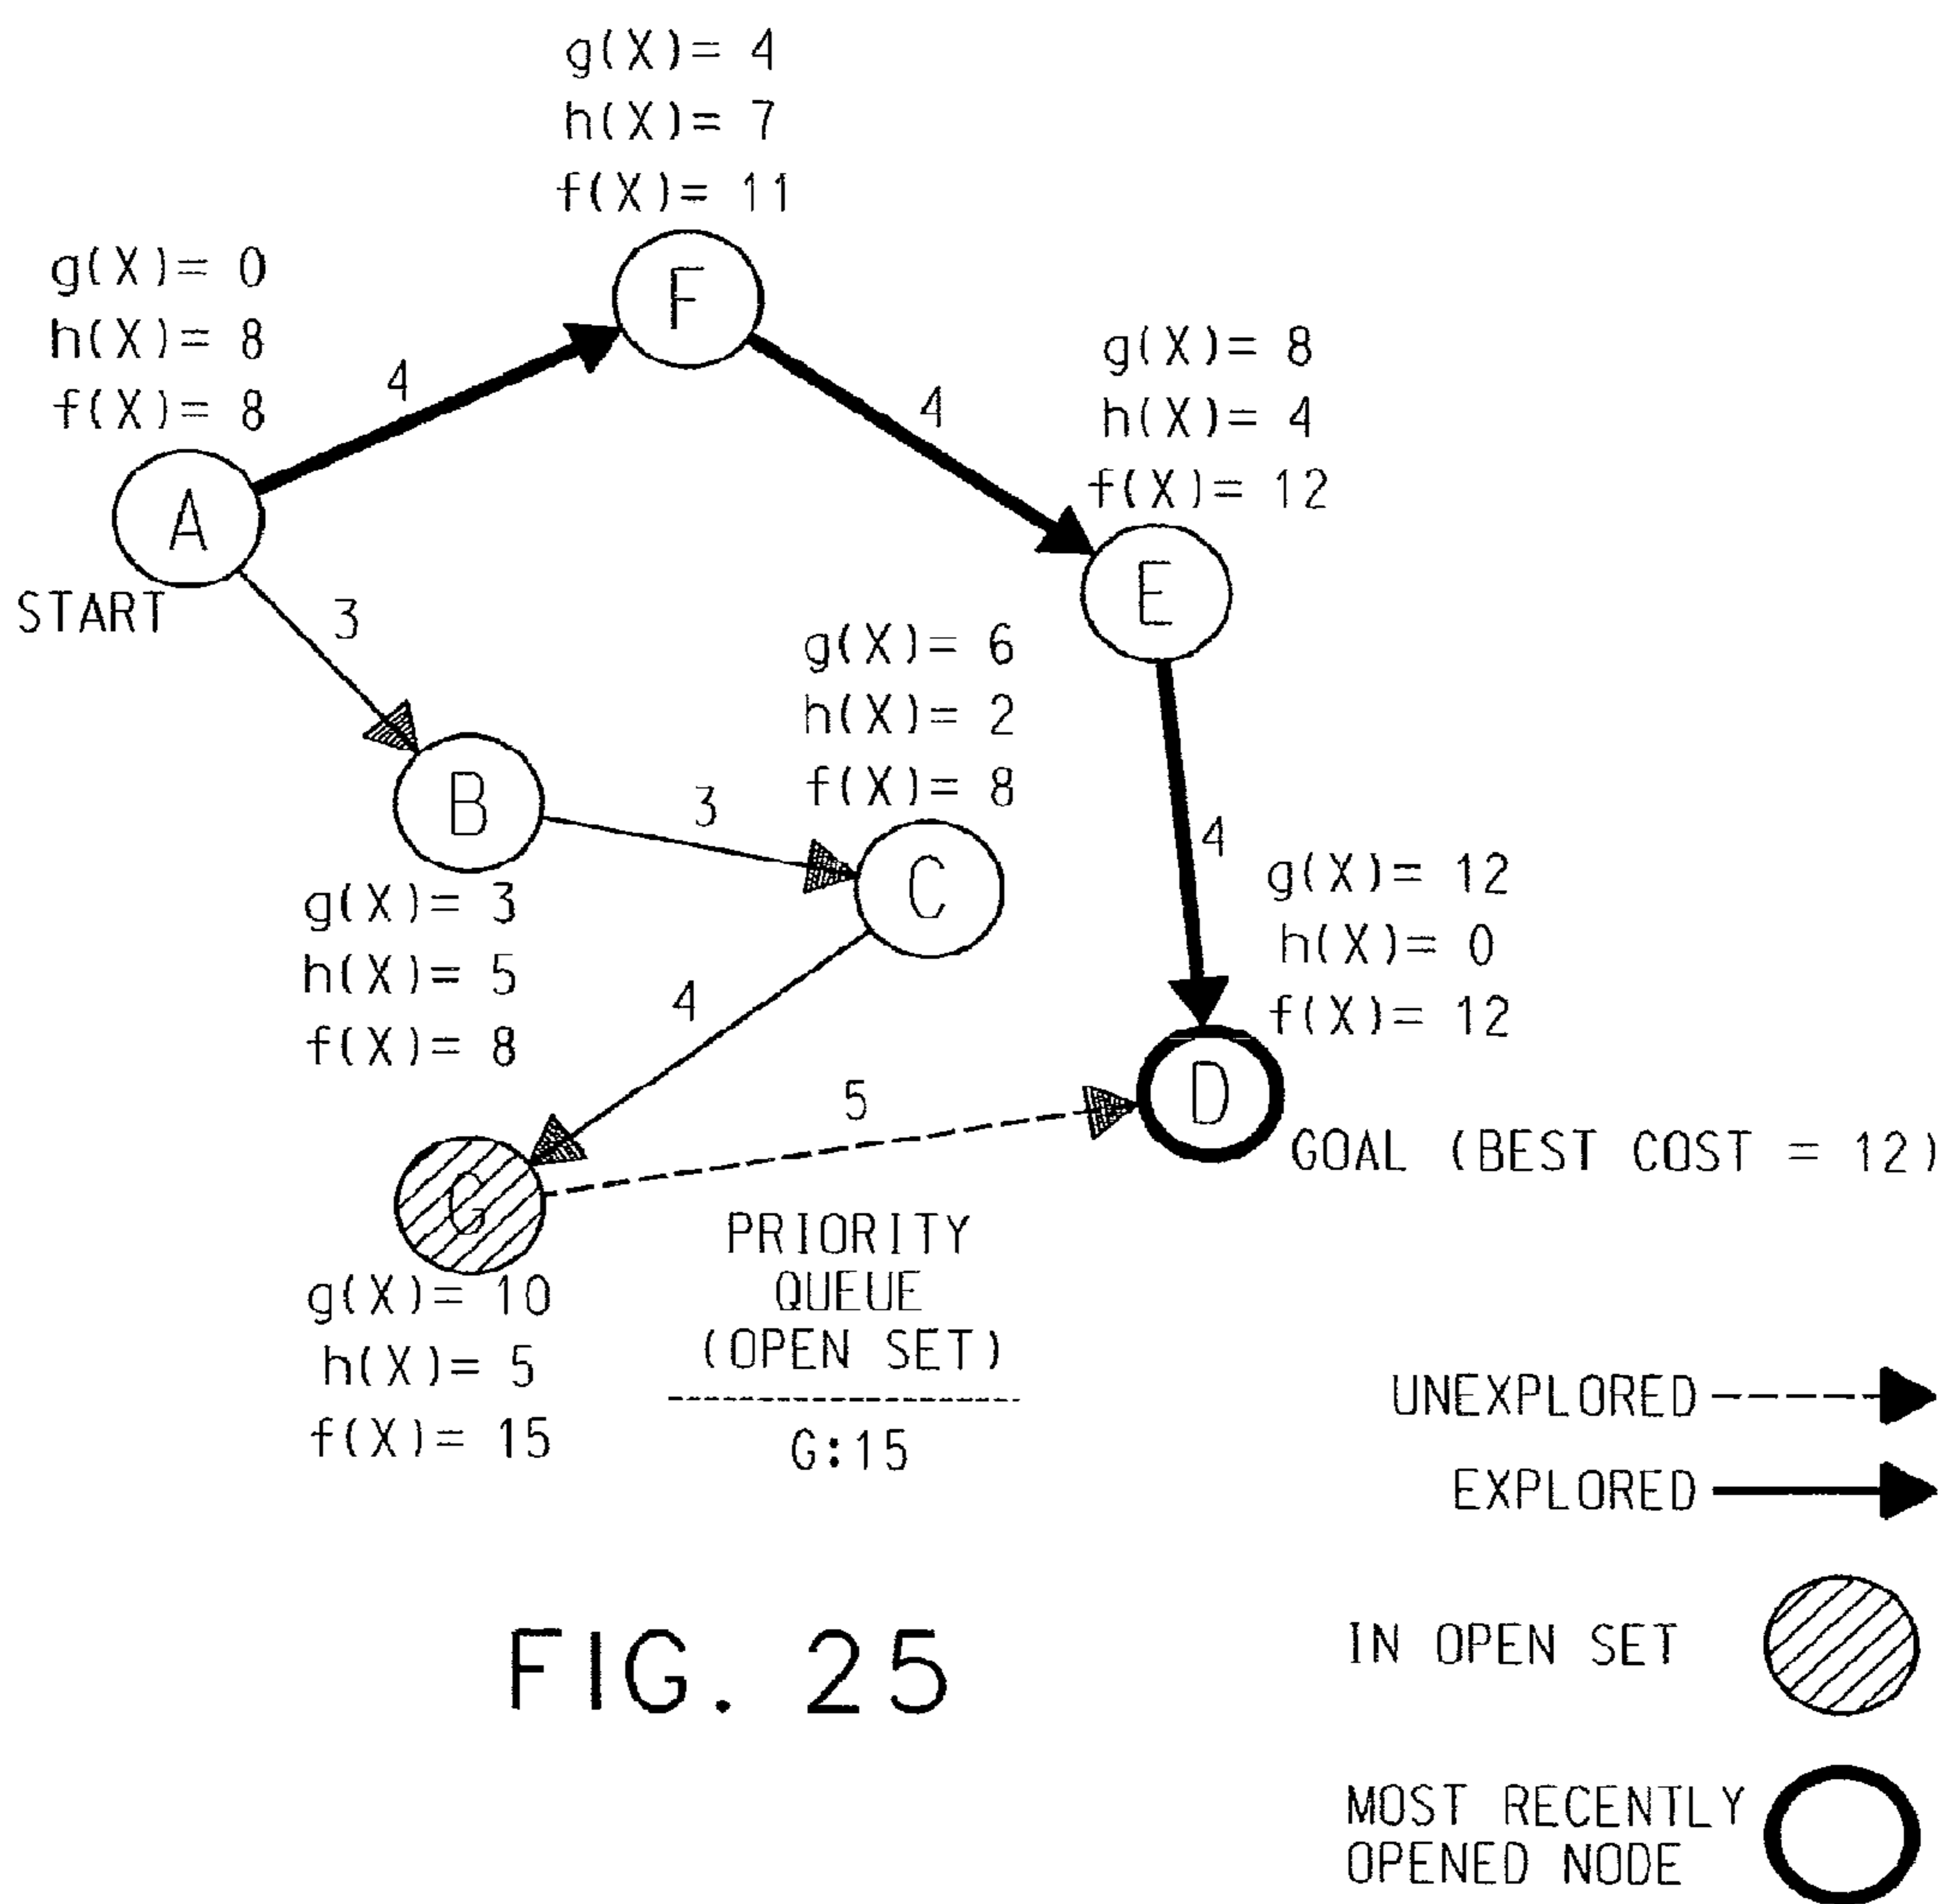 g(X)= 4
h(X)= 7
f(X)= 11
F
g(X)= 0
h(X)= 8
f(X)= 8
4
A
START
4
g(X)= 8
h(X)= 4
f(X)= 12
E
3
g(X)= 6
h(X)= 2
f(X)= 8
B
3
C
g(X)= 3
h(X)= 5
f(X)= 8
4
4
g(X)= 12
h(X)= 0
f(X)= 12
D
GOAL (BEST COST = 12)
5
G
g(X)= 10
h(X)= 5
f(X)= 15
PRIORITY
QUEUE
(OPEN SET)
G:15
UNEXPLORED
EXPLORED
IN OPEN SET
MOST RECENTLY
OPENED NODE
FIG. 25